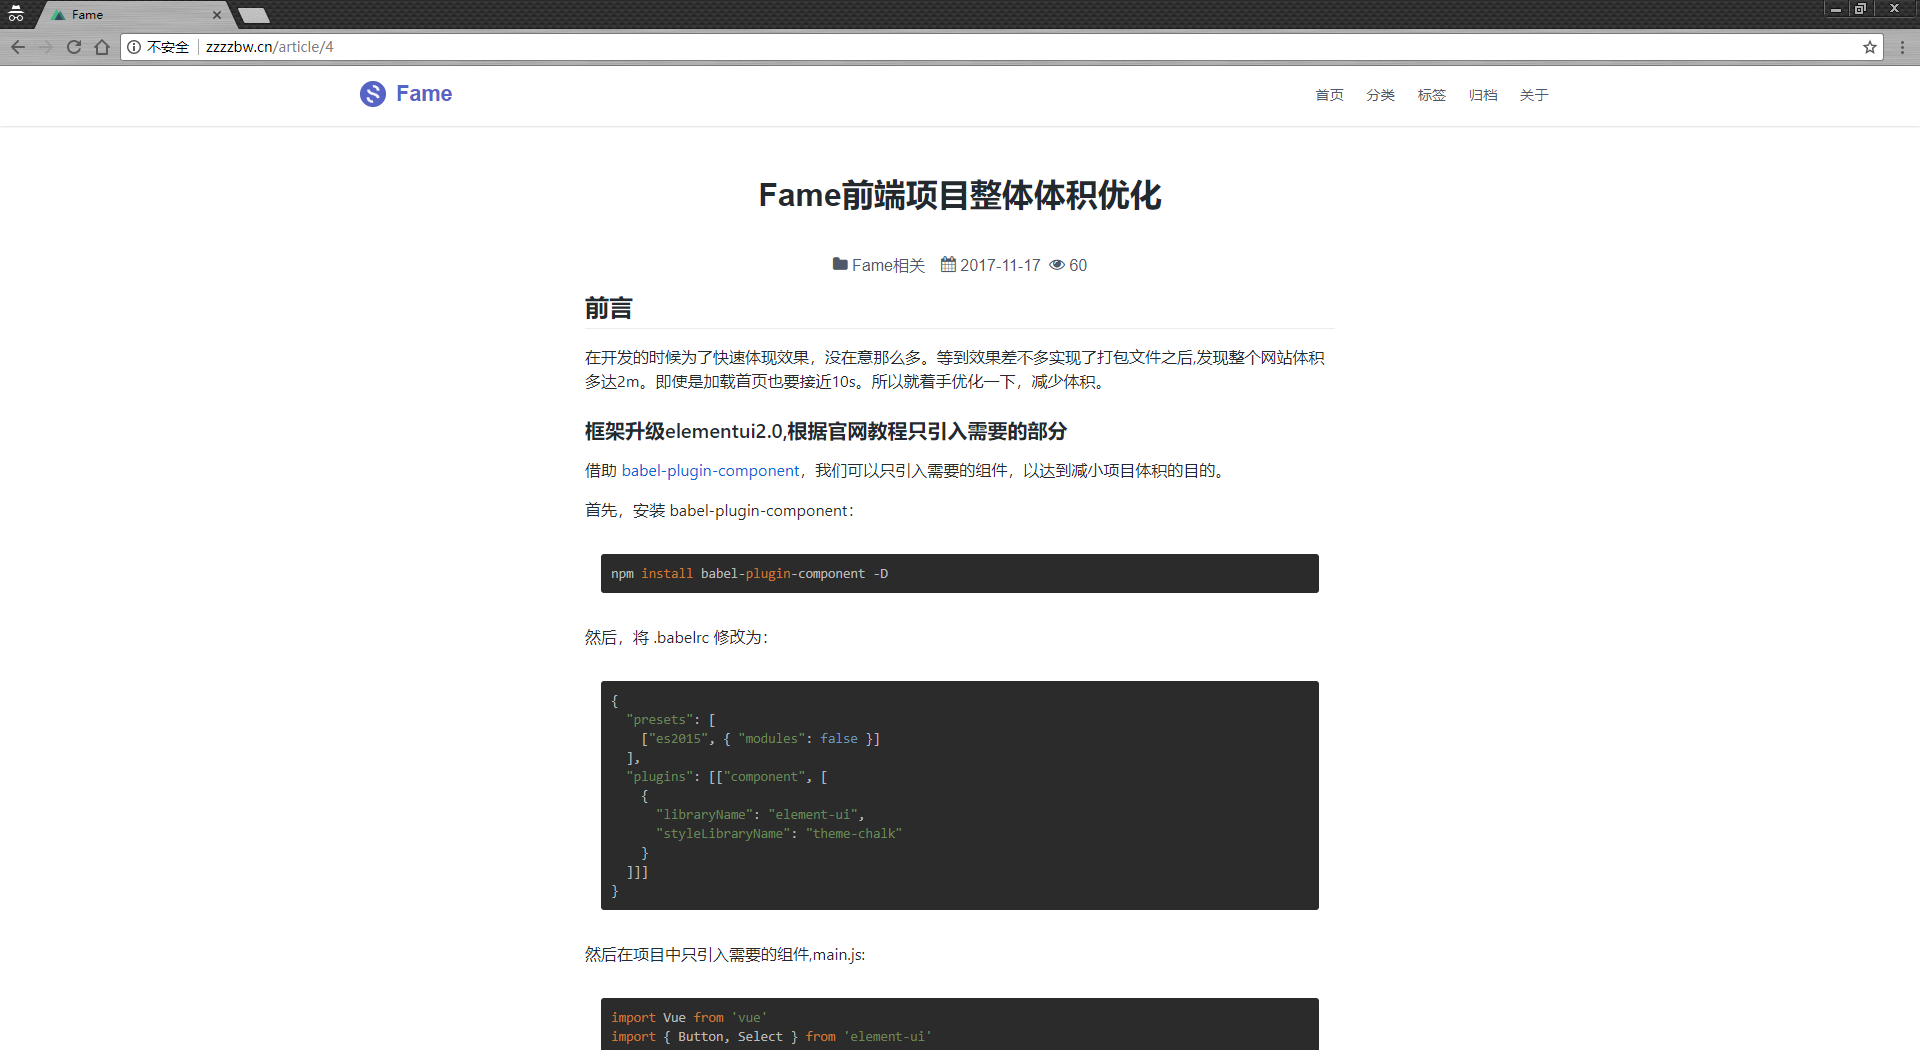 Fame
不安全 zzzzbw.cn/article/4
Fame
首页 分类 标签 归档 关于
Fame前端项目整体体积优化
Fame相关 2017-11-17 60
前言
在开发的时候为了快速体现效果，没在意那么多。等到效果差不多实现了打包文件之后,发现整个网站体积
多达2m。即使是加载首页也要接近10s。所以就着手优化一下，减少体积。
框架升级elementui2.0,根据官网教程只引入需要的部分
借助 babel-plugin-component，我们可以只引入需要的组件，以达到减小项目体积的目的。
首先，安装 babel-plugin-component：
npm install babel-plugin-component -D
然后，将 .babelrc 修改为：
{
  "presets": [
    ["es2015", { "modules": false }]
  ],
  "plugins": [["component", [
    {
      "libraryName": "element-ui",
      "styleLibraryName": "theme-chalk"
    }
  ]]]
}
然后在项目中只引入需要的组件,main.js:
import Vue from 'vue'
import { Button, Select } from 'element-ui'